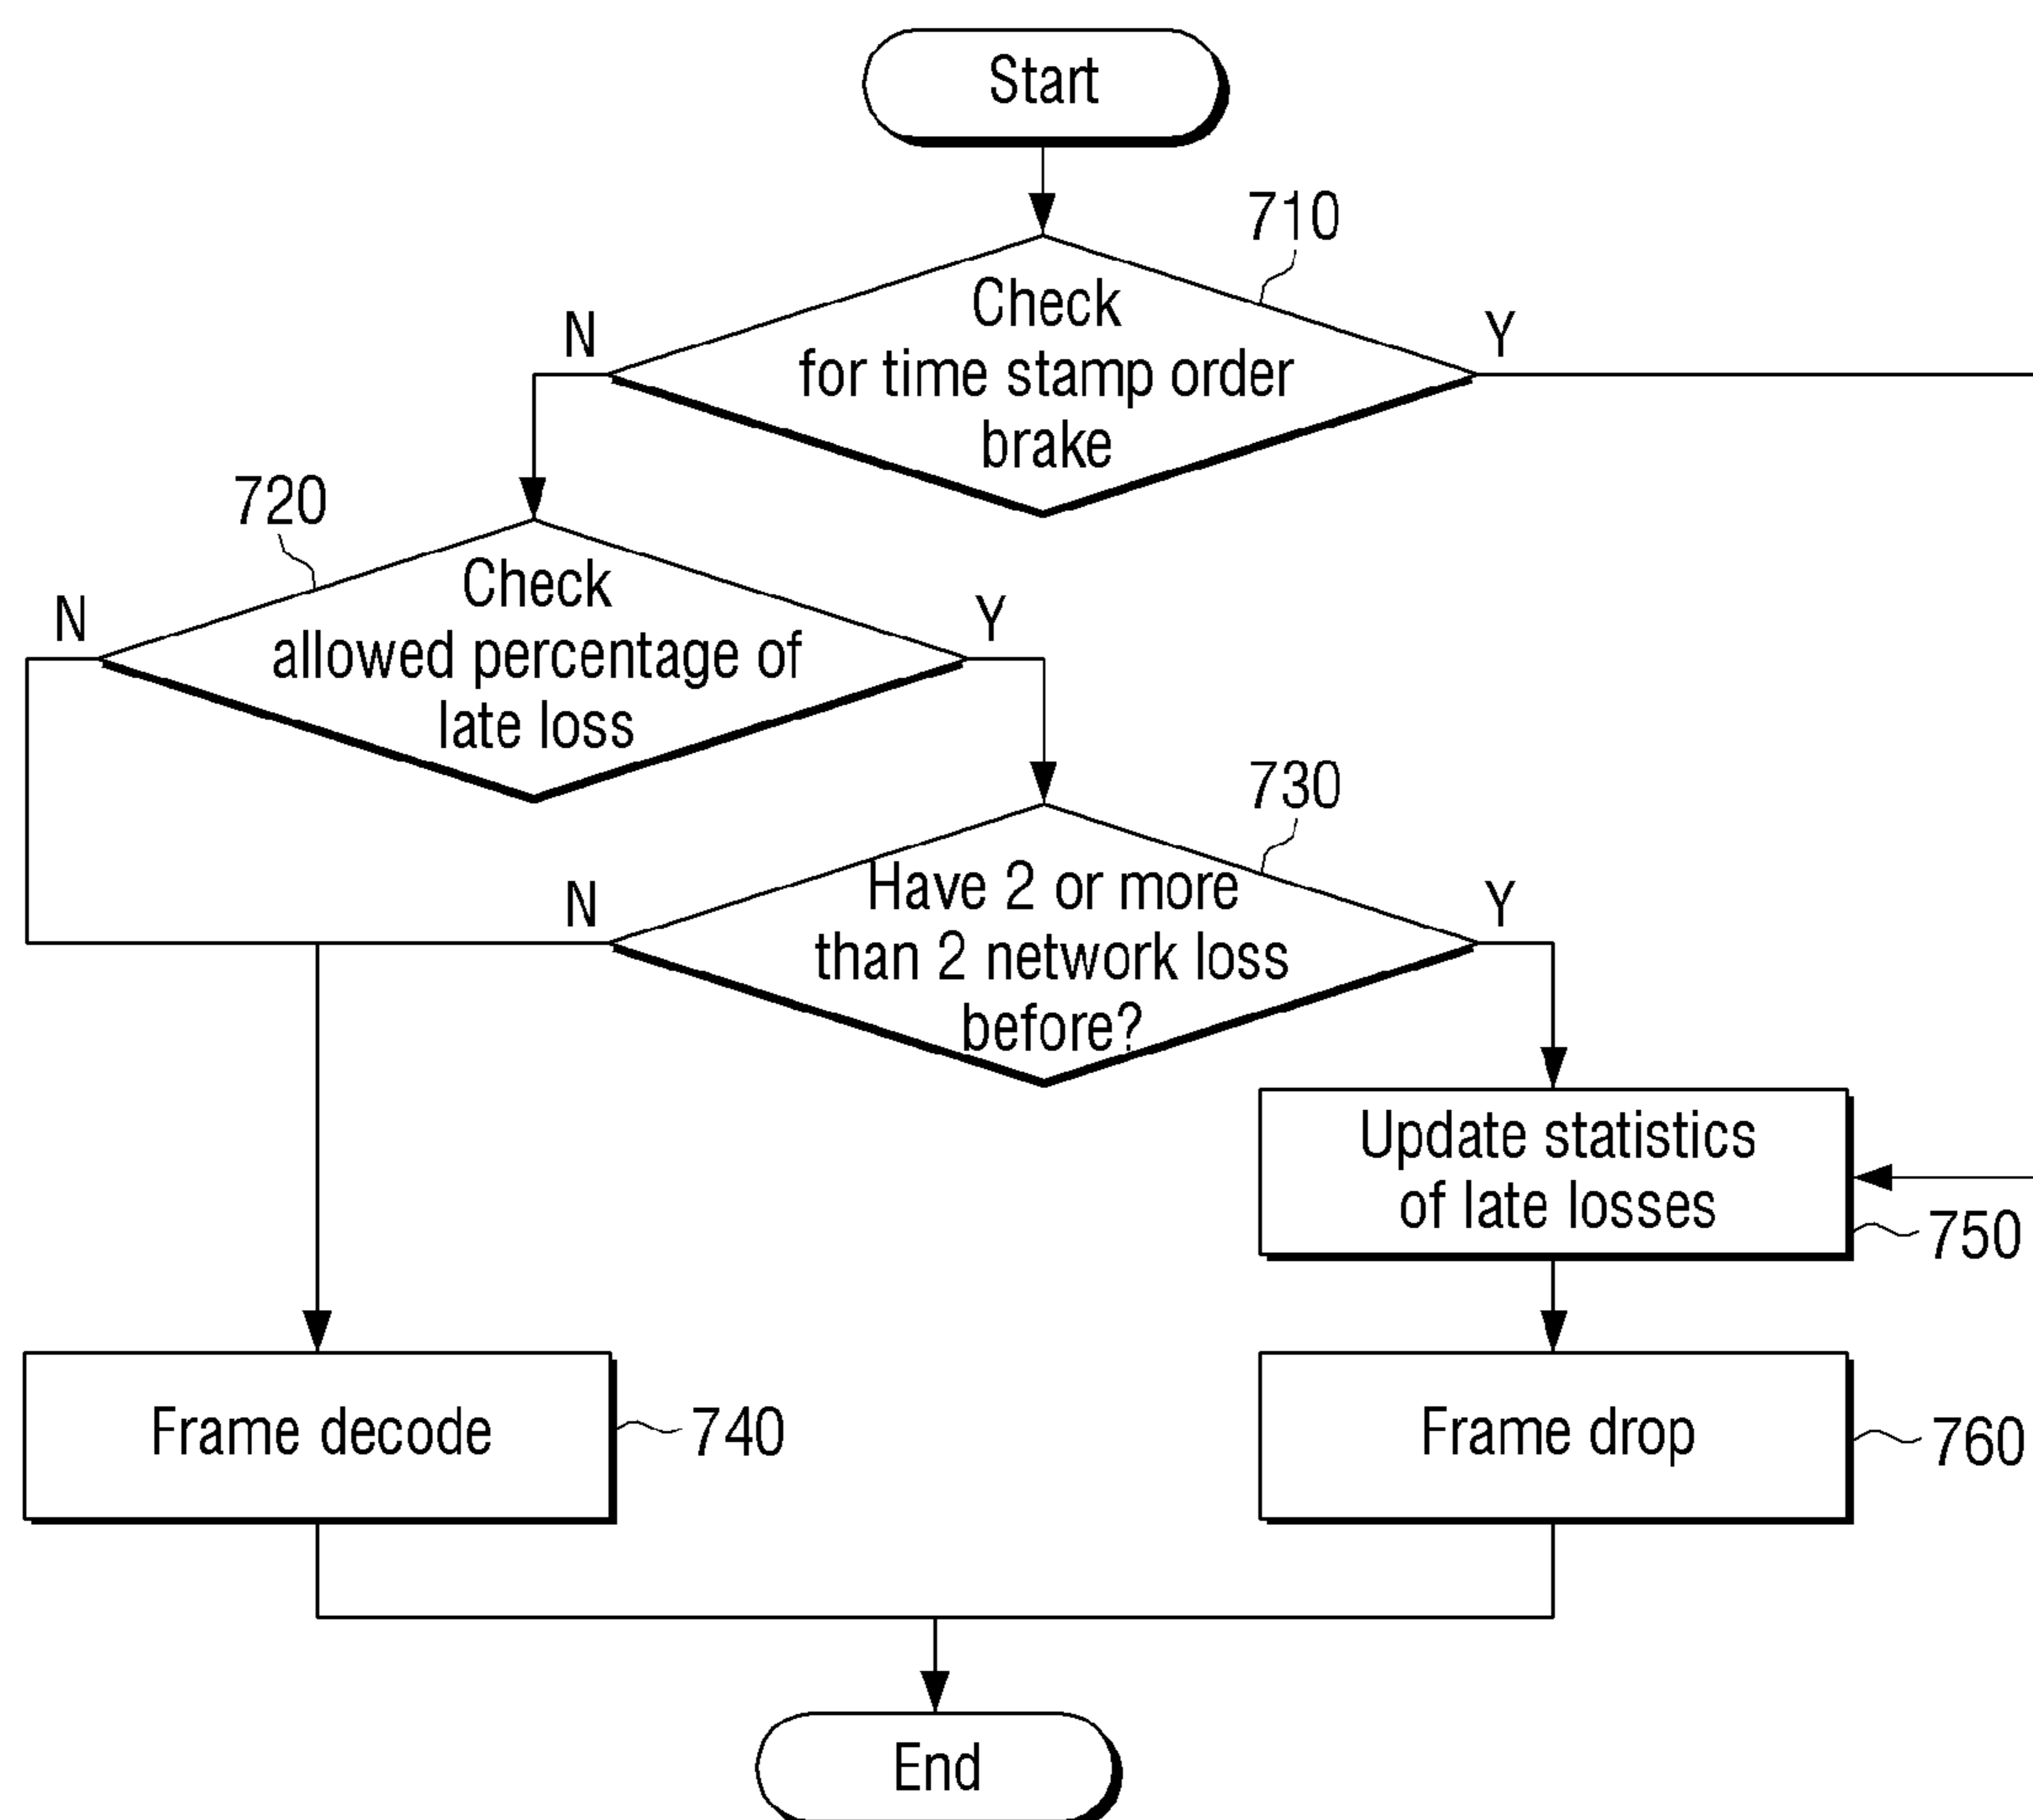 Start
710
Check
for time stamp order
brake
N
Y
720
Check
allowed percentage of
late loss
N
Y
730
Have 2 or more
than 2 network loss
before?
N
Y
Update statistics
of late losses
750
Frame decode
740
Frame drop
760
End